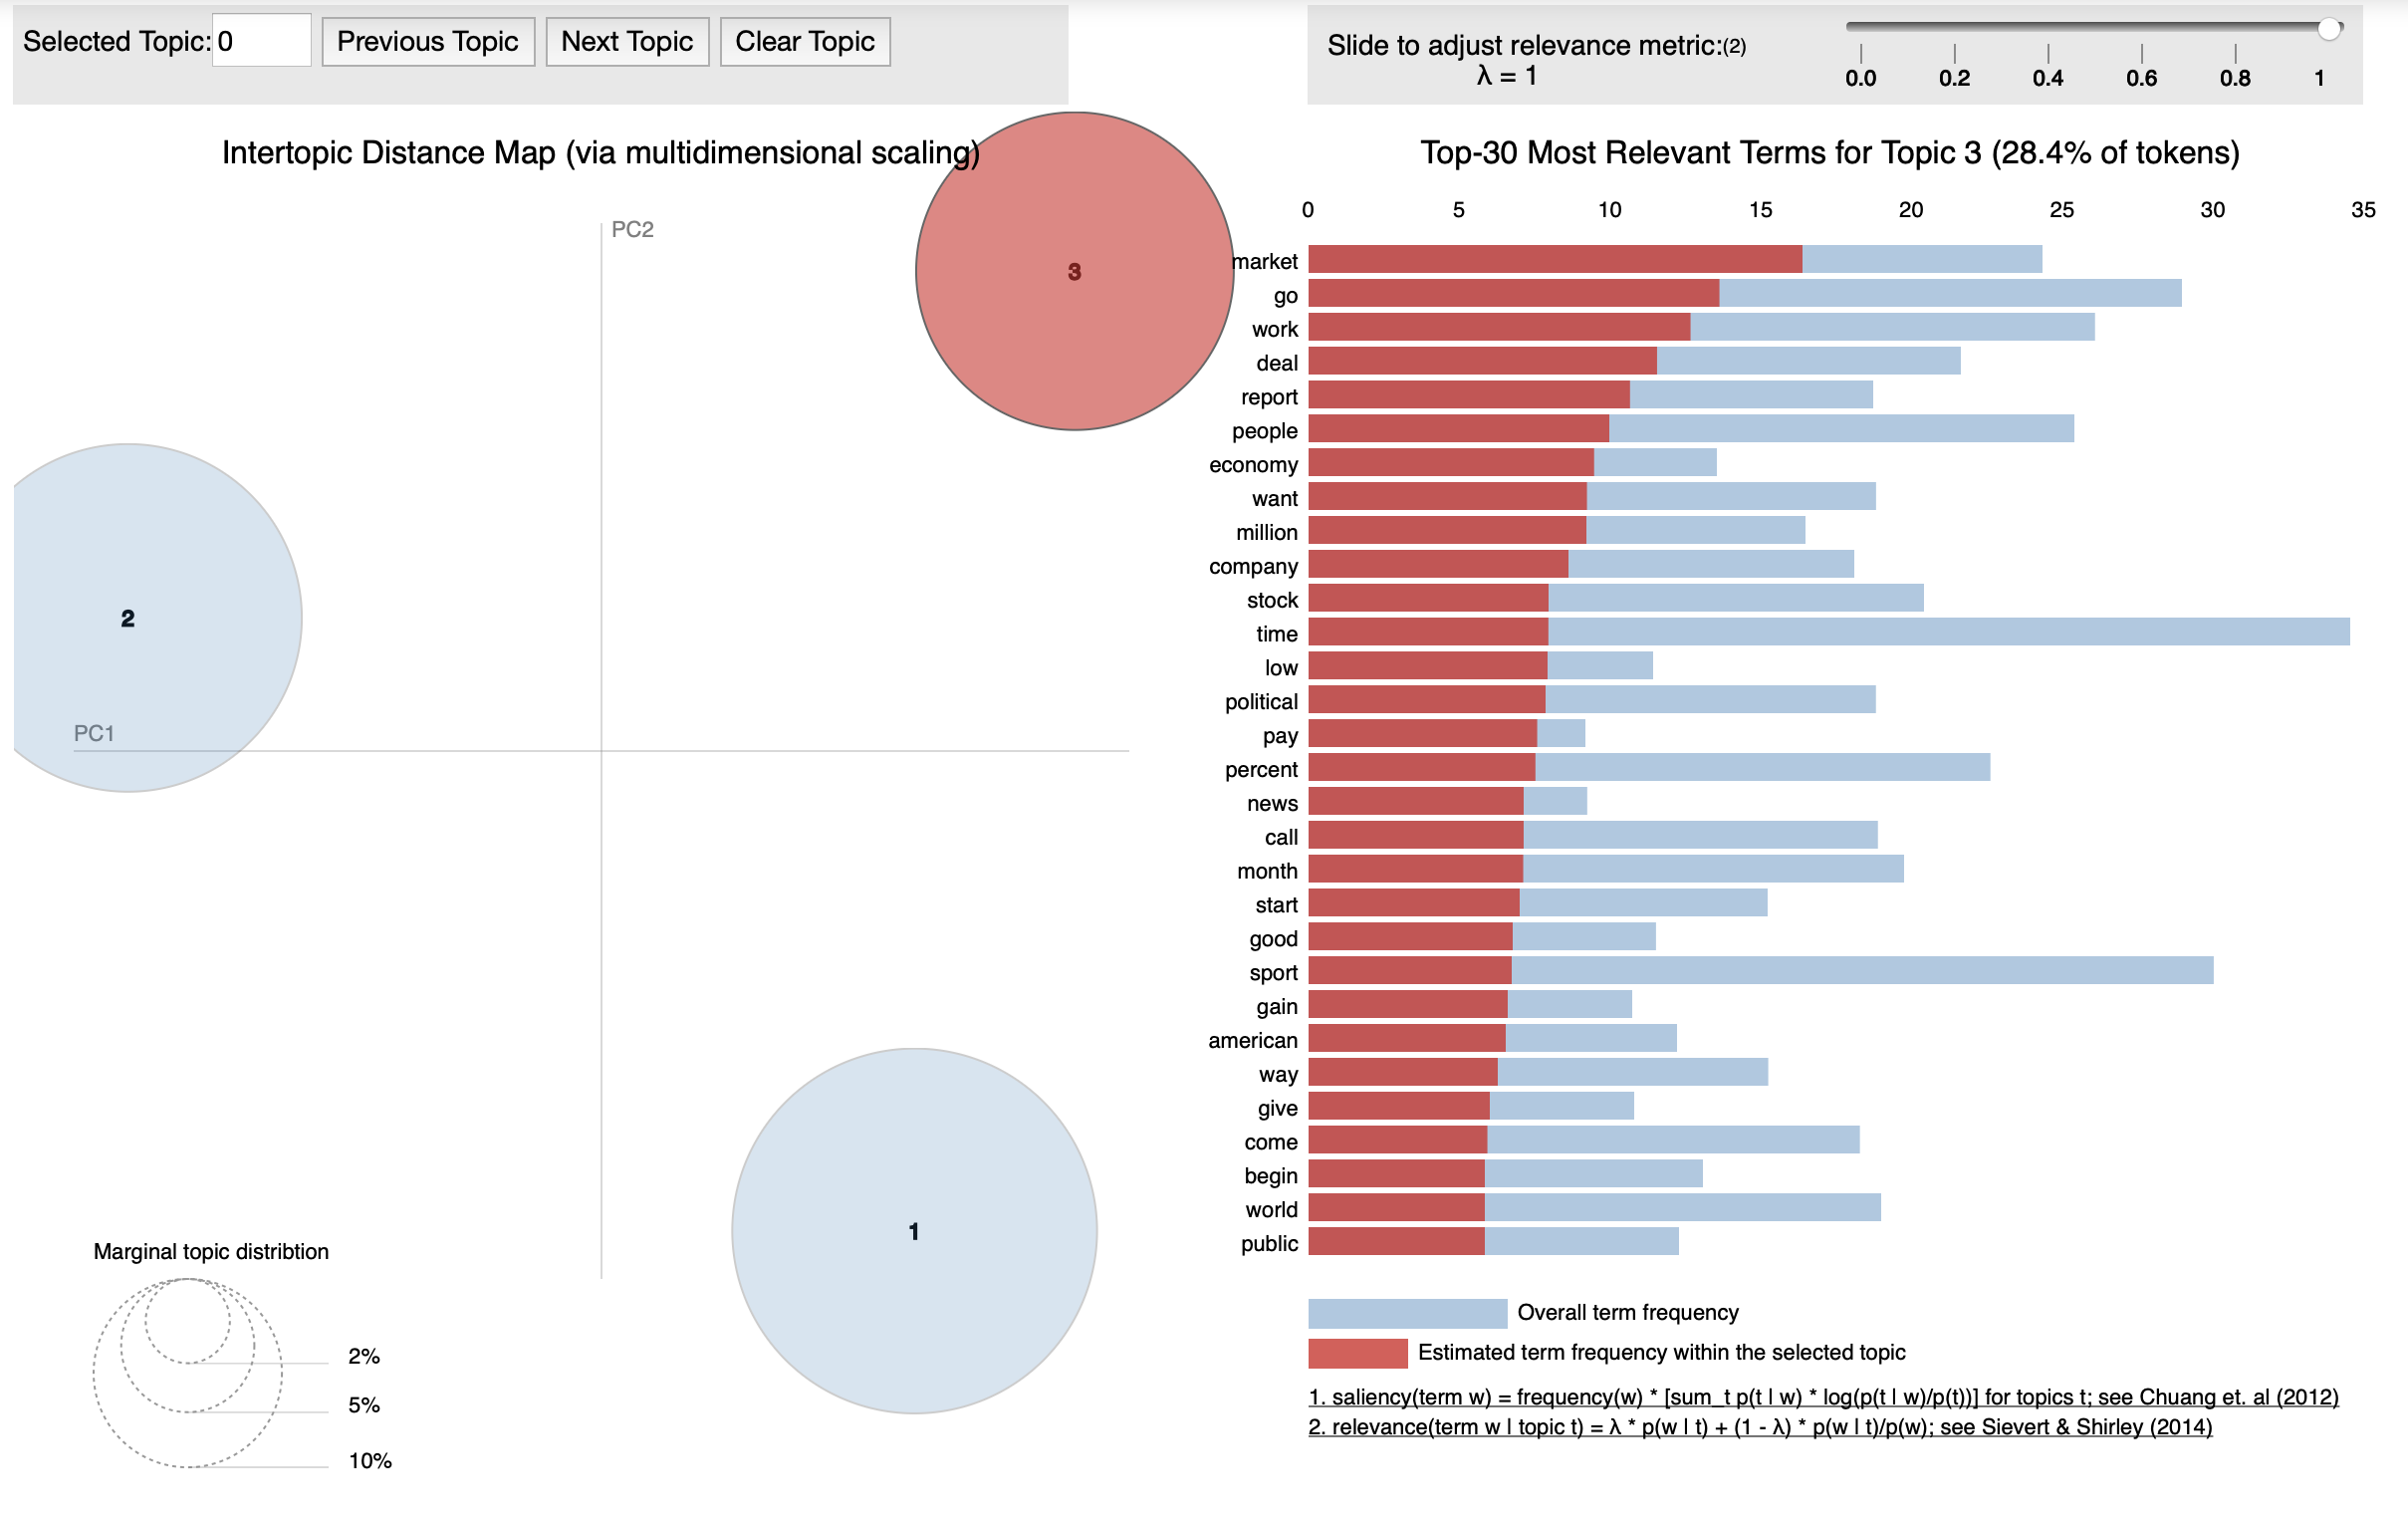 Selected Topic: 0 Previous Topic Next Topic Clear Topic
Slide to adjust relevance metric:(2)
λ = 1
0.0 0.2 0.4 0.6 0.8 1
Intertopic Distance Map (via multidimensional scaling)
PC2
3
2
PC1
1
Marginal topic distribtion
2%
5%
10%
Top-30 Most Relevant Terms for Topic 3 (28.4% of tokens)
0 5 10 15 20 25 30 35
market
go
work
deal
report
people
economy
want
million
company
stock
time
low
political
pay
percent
news
call
month
start
good
sport
gain
american
way
give
come
begin
world
public
Overall term frequency
Estimated term frequency within the selected topic
1. saliency(term w) = frequency(w) * [sum_t p(t | w) * log(p(t | w)/p(t))] for topics t; see Chuang et. al (2012)
2. relevance(term w | topic t) = λ * p(w | t) + (1 - λ) * p(w | t)/p(w); see Sievert & Shirley (2014)